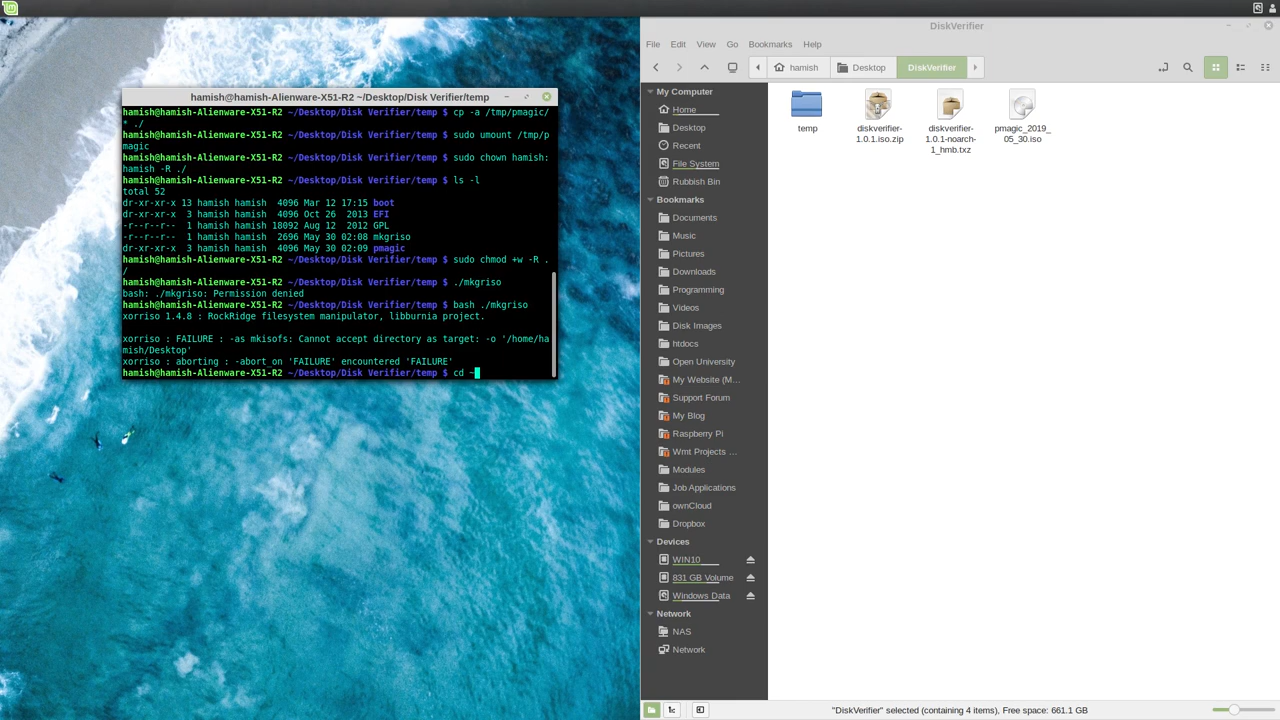 hamish@hamish-Alienware-X51-R2 ~/Desktop/Disk Verifier/temp
hamish@hamish-Alienware-X51-R2 ~/Desktop/Disk Verifier/temp $ cp -a /tmp/pmagic/
* ./
hamish@hamish-Alienware-X51-R2 ~/Desktop/Disk Verifier/temp $ sudo umount /tmp/p
magic
hamish@hamish-Alienware-X51-R2 ~/Desktop/Disk Verifier/temp $ sudo chown hamish:
hamish -R ./
hamish@hamish-Alienware-X51-R2 ~/Desktop/Disk Verifier/temp $ ls -l
total 52
dr-xr-xr-x 13 hamish hamish  4096 Mar 12 17:15 boot
dr-xr-xr-x  3 hamish hamish  4096 Oct 26  2013 EFI
-r--r--r--  1 hamish hamish 18092 Aug 12  2012 GPL
-r--r--r--  1 hamish hamish  2696 May 30 02:08 mkgriso
dr-xr-xr-x  3 hamish hamish  4096 May 30 02:09 pmagic
hamish@hamish-Alienware-X51-R2 ~/Desktop/Disk Verifier/temp $ sudo chmod +w -R .
/
hamish@hamish-Alienware-X51-R2 ~/Desktop/Disk Verifier/temp $ ./mkgriso
bash: ./mkgriso: Permission denied
hamish@hamish-Alienware-X51-R2 ~/Desktop/Disk Verifier/temp $ bash ./mkgriso
xorriso 1.4.8 : RockRidge filesystem manipulator, libburnia project.
xorriso : FAILURE : -as mkisofs: Cannot accept directory as target: -o '/home/ha
mish/Desktop'
xorriso : aborting : -abort_on 'FAILURE' encountered 'FAILURE'
hamish@hamish-Alienware-X51-R2 ~/Desktop/Disk Verifier/temp $ cd ~
DiskVerifier
File Edit View Go Bookmarks Help
hamish Desktop DiskVerifier
My Computer
Home
Desktop
Recent
File System
Rubbish Bin
Bookmarks
Documents
Music
Pictures
Downloads
Programming
Videos
Disk Images
htdocs
Open University
My Website (M...
Support Forum
My Blog
Raspberry Pi
Wmt Projects ...
Modules
Job Applications
ownCloud
Dropbox
Devices
WIN10
831 GB Volume
Windows Data
Network
NAS
Network
temp
diskverifier-
1.0.1.iso.zip
diskverifier-
1.0.1-noarch-
1_hmb.txz
pmagic_2019_
05_30.iso
"DiskVerifier" selected (containing 4 items), Free space: 661.1 GB